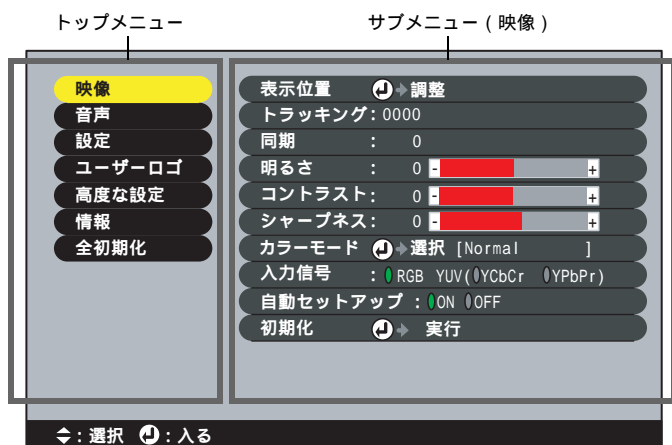 トップメニュー
サブメニュー ( 映像 )
映像
音声
設定
ユーザーロゴ
高度な設定
情報
全初期化
表示位置 調整
トラッキング: 0000
同期 : 0
明るさ : 0 - +
コントラスト: 0 - +
シャープネス: 0 - +
カラーモード 選択 [Normal ]
入力信号 : RGB YUV( YCbCr YPbPr)
自動セットアップ : ON OFF
初期化 実行
: 選択 : 入る